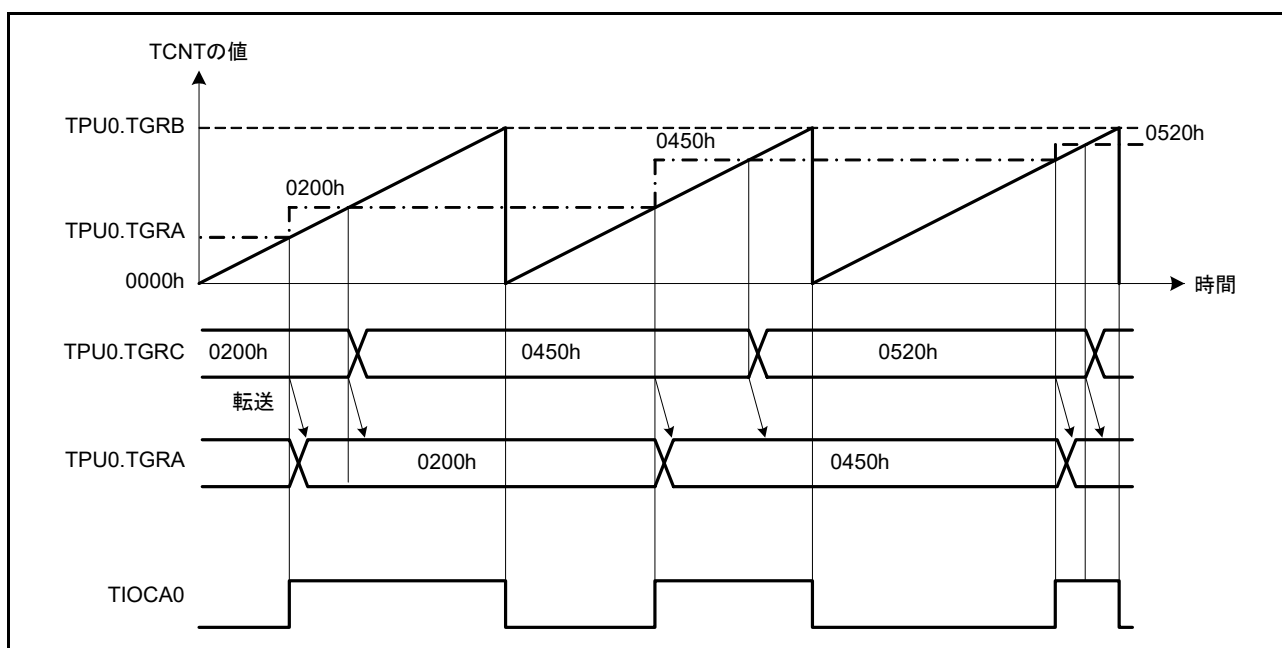 TCNTの値
TPU0.TGRB
0520h
0450h
0200h
TPU0.TGRA
0000h
時間
TPU0.TGRC
0200h
0450h
0520h
転送
TPU0.TGRA
0200h
0450h
TIOCA0